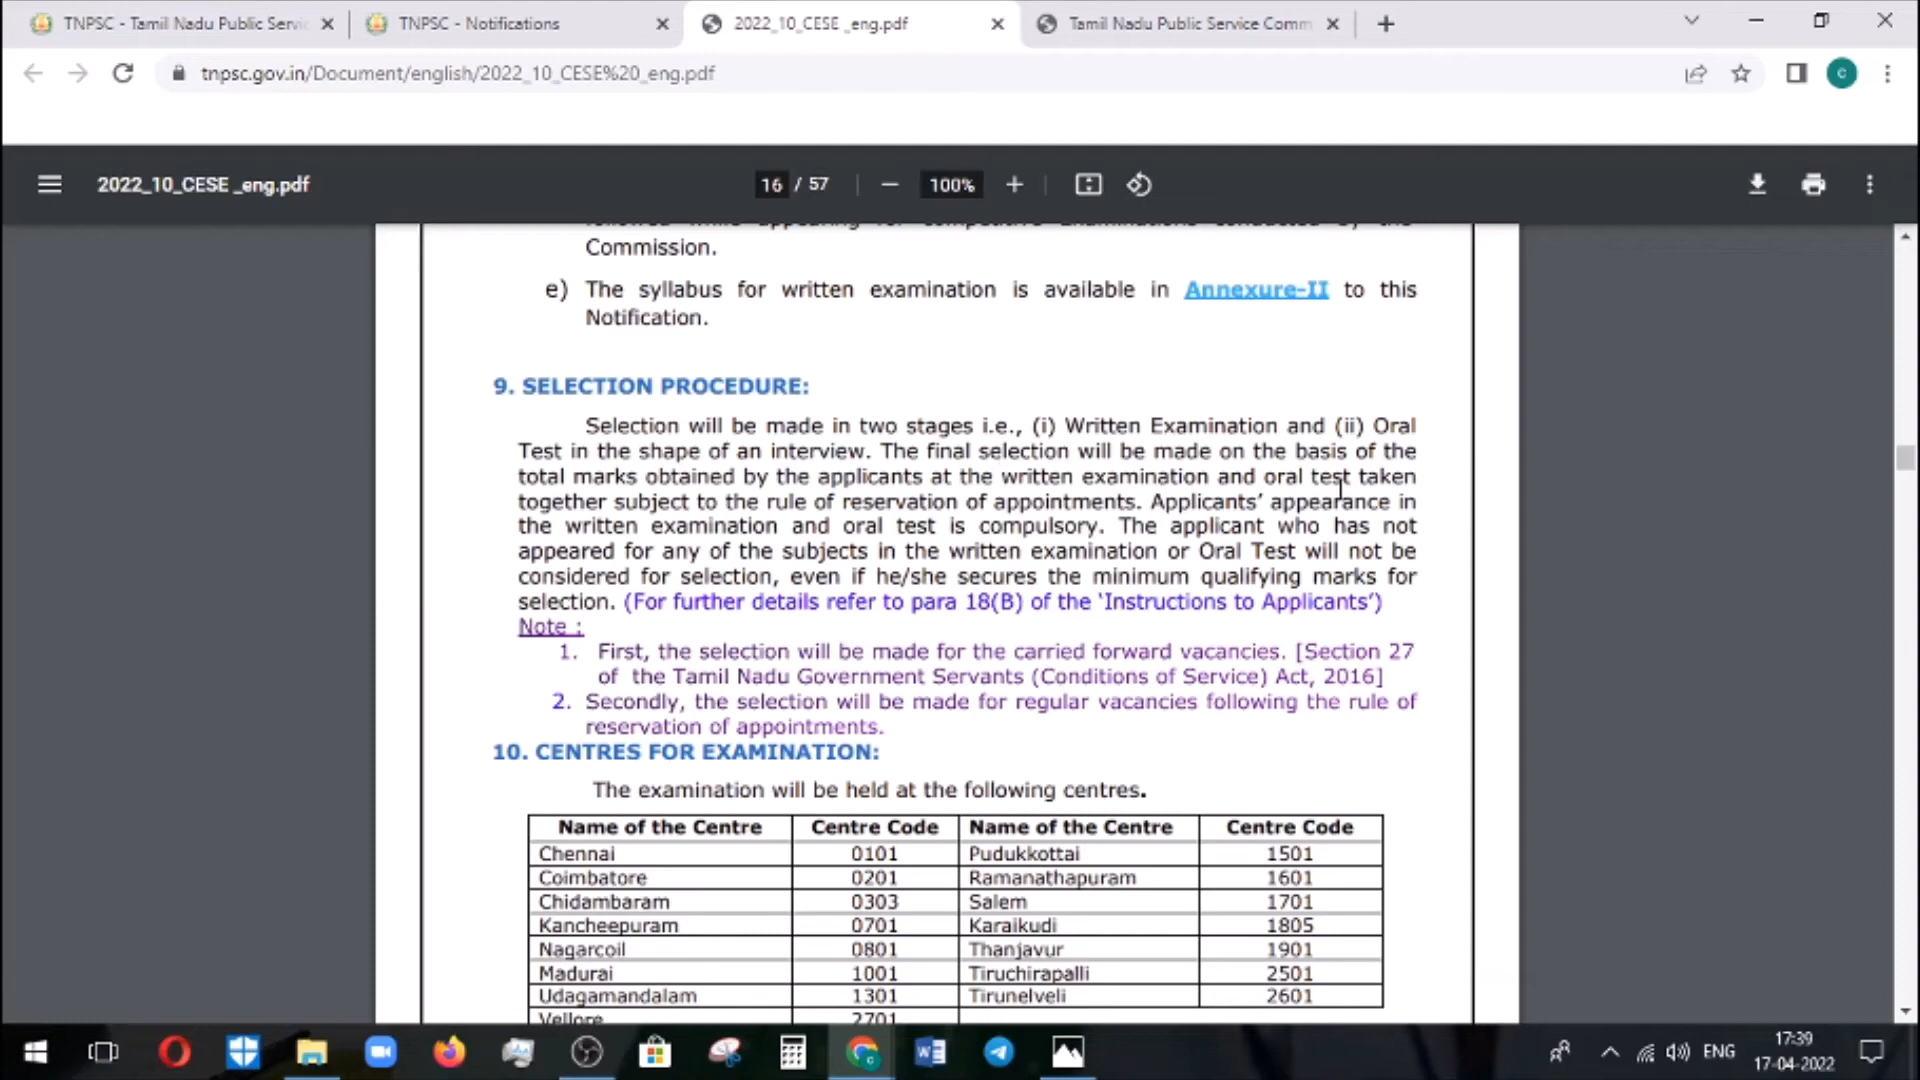 TNPSC - Tamil Nadu Public Servic
TNPSC - Notifications
2022_10_CESE _eng.pdf
Tamil Nadu Public Service Comm
tnpsc.gov.in/Document/english/2022_10_CESE%20_eng.pdf
C
2022_10_CESE _eng.pdf
16 / 57
100%
Commission.
e) The syllabus for written examination is available in Annexure-II to this
Notification.
9. SELECTION PROCEDURE:
Selection will be made in two stages i.e., (i) Written Examination and (ii) Oral
Test in the shape of an interview. The final selection will be made on the basis of the
total marks obtained by the applicants at the written examination and oral test taken
together subject to the rule of reservation of appointments. Applicants’ appearance in
the written examination and oral test is compulsory. The applicant who has not
appeared for any of the subjects in the written examination or Oral Test will not be
considered for selection, even if he/she secures the minimum qualifying marks for
selection. (For further details refer to para 18(B) of the ‘Instructions to Applicants’)
Note :
1. First, the selection will be made for the carried forward vacancies. [Section 27
of the Tamil Nadu Government Servants (Conditions of Service) Act, 2016]
2. Secondly, the selection will be made for regular vacancies following the rule of
reservation of appointments.
10. CENTRES FOR EXAMINATION:
The examination will be held at the following centres.
Name of the Centre Centre Code Name of the Centre Centre Code
Chennai 0101 Pudukkottai 1501
Coimbatore 0201 Ramanathapuram 1601
Chidambaram 0303 Salem 1701
Kancheepuram 0701 Karaikudi 1805
Nagarcoil 0801 Thanjavur 1901
Madurai 1001 Tiruchirapalli 2501
Udagamandalam 1301 Tirunelveli 2601
Vellore 2701
ENG
17:39
17-04-2022